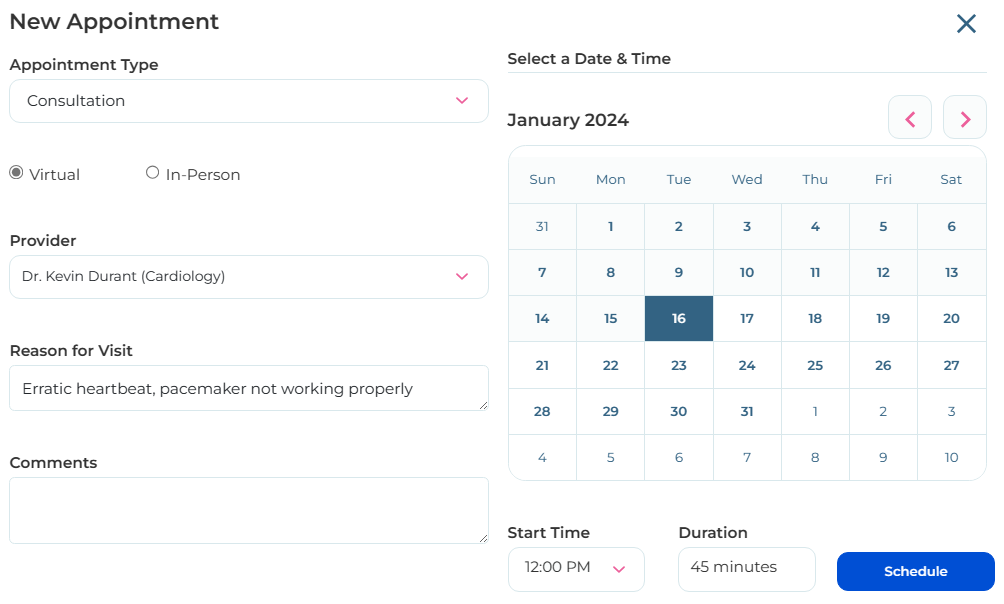 New Appointment
Appointment Type
Consultation
Virtual In-Person
Provider
Dr. Kevin Durant (Cardiology)
Reason for Visit
Erratic heartbeat, pacemaker not working properly
Comments
Select a Date & Time
January 2024
Sun Mon Tue Wed Thu Fri Sat
31 1 2 3 4 5 6
7 8 9 10 11 12 13
14 15 16 17 18 19 20
21 22 23 24 25 26 27
28 29 30 31 1 2 3
4 5 6 7 8 9 10
Start Time Duration
12:00 PM 45 minutes Schedule